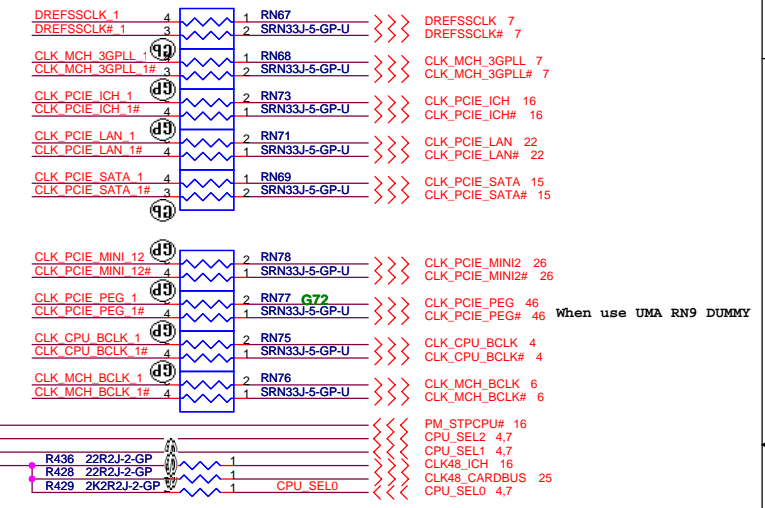 DREFSSCLK_1 4 1 RN67 DREFSSCLK 7
DREFSSCLK#_1 3 2 SRN33J-5-GP-U DREFSSCLK# 7
CLK_MCH_3GPLL_1 1 RN68 CLK_MCH_3GPLL 7
CLK_MCH_3GPLL_1# 4 2 SRN33J-5-GP-U CLK_MCH_3GPLL# 7
CLK_PCIE_ICH_1 2 RN73 CLK_PCIE_ICH 16
CLK_PCIE_ICH_1# 4 1 SRN33J-5-GP-U CLK_PCIE_ICH# 16
CLK_PCIE_LAN_1 2 RN71 CLK_PCIE_LAN 22
CLK_PCIE_LAN_1# 4 1 SRN33J-5-GP-U CLK_PCIE_LAN# 22
CLK_PCIE_SATA_1 4 1 RN69 CLK_PCIE_SATA 15
CLK_PCIE_SATA_1# 3 2 SRN33J-5-GP-U CLK_PCIE_SATA# 15
CLK_PCIE_MINI_12 2 RN78 CLK_PCIE_MINI2 26
CLK_PCIE_MINI_12# 4 1 SRN33J-5-GP-U CLK_PCIE_MINI2# 26
CLK_PCIE_PEG_1 2 RN77 G72 CLK_PCIE_PEG 46
CLK_PCIE_PEG_1# 4 1 SRN33J-5-GP-U CLK_PCIE_PEG# 46 When use UMA RN9 DUMMY
CLK_CPU_BCLK_1 2 RN75 CLK_CPU_BCLK 4
CLK_CPU_BCLK_1# 4 1 SRN33J-5-GP-U CLK_CPU_BCLK# 4
CLK_MCH_BCLK_1 2 RN76 CLK_MCH_BCLK 6
CLK_MCH_BCLK_1# 4 1 SRN33J-5-GP-U CLK_MCH_BCLK# 6
PM_STPCPU# 16
CPU_SEL2 4,7
CPU_SEL1 4,7
R436 22R2J-2-GP 1 CLK48_ICH 16
R428 22R2J-2-GP 1 CLK48_CARDBUS 25
R429 2K2R2J-2-GP 1 CPU_SEL0 CPU_SEL0 4,7